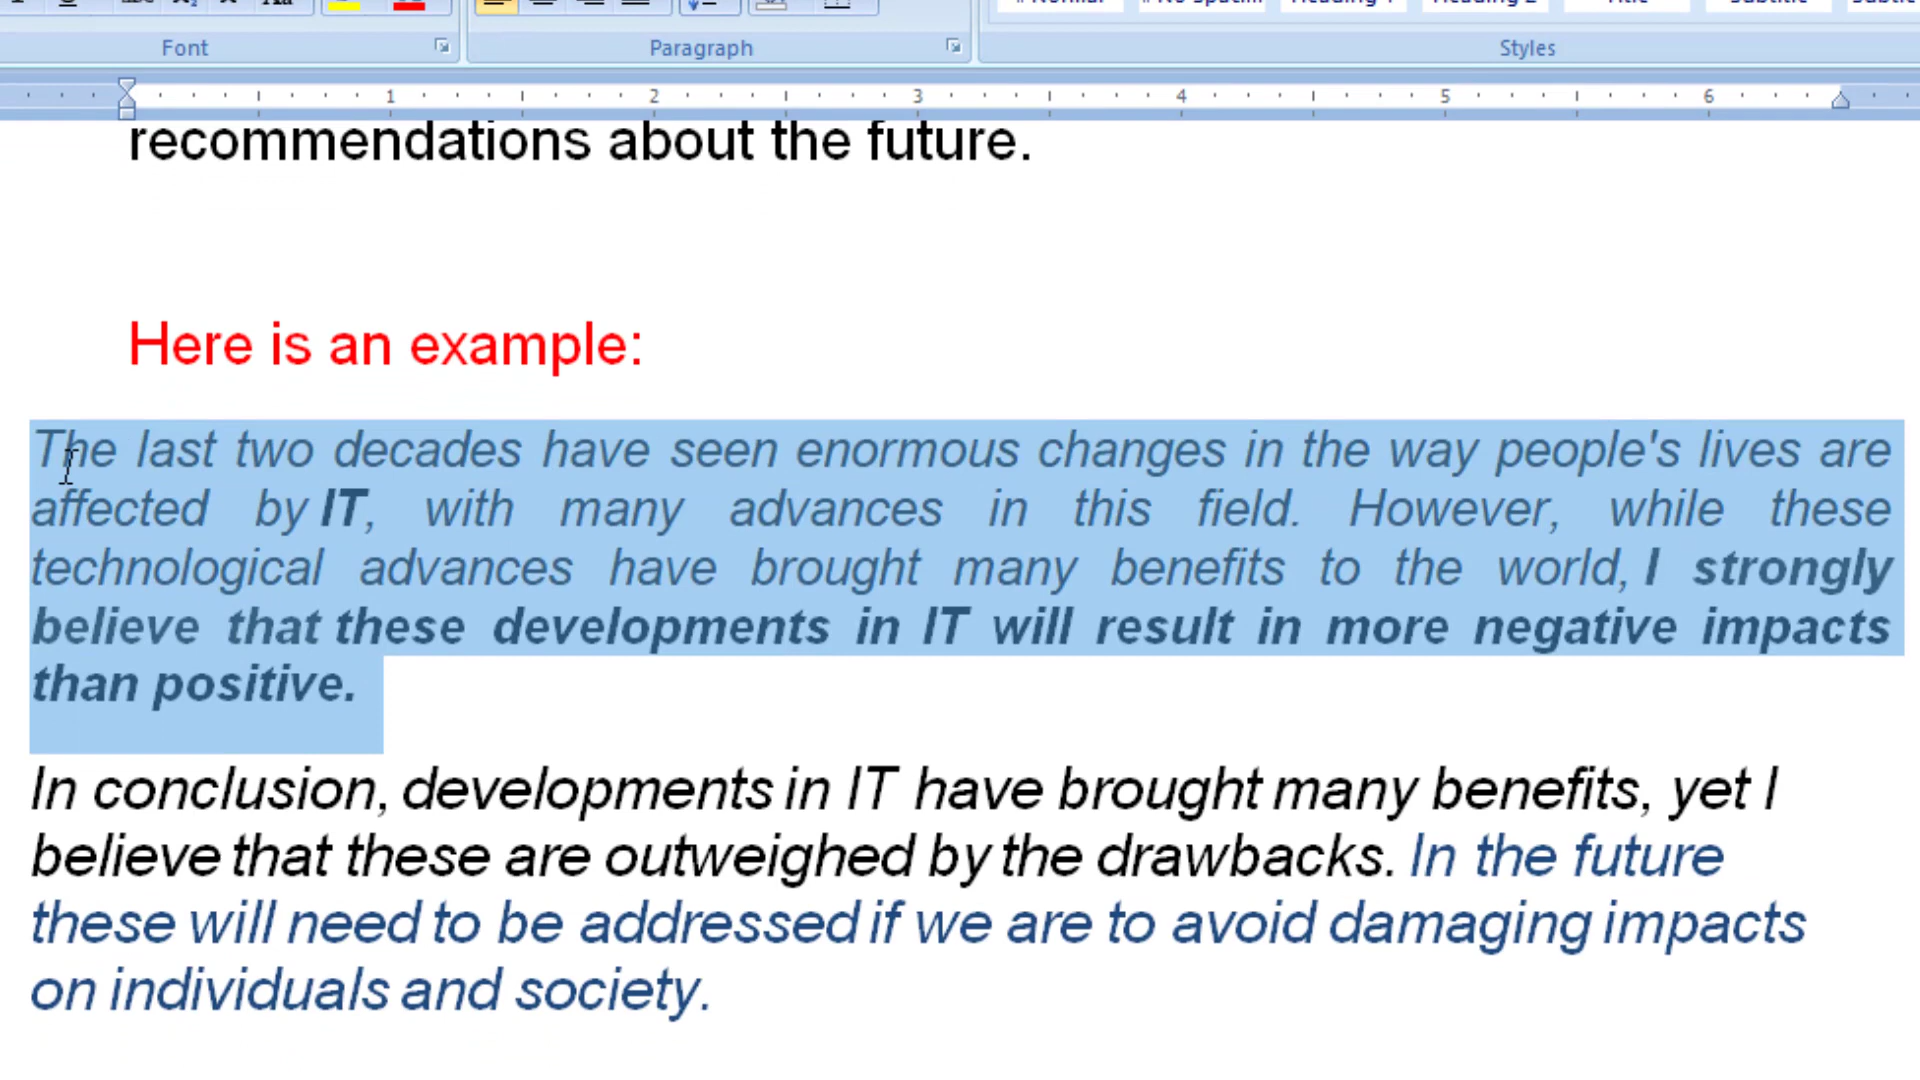 Font Paragraph Styles
1 2 3 4 5 6
recommendations about the future.
Here is an example:
The last two decades have seen enormous changes in the way people's lives are
affected by IT, with many advances in this field. However, while these
technological advances have brought many benefits to the world, I strongly
believe that these developments in IT will result in more negative impacts
than positive.
In conclusion, developments in IT have brought many benefits, yet I
believe that these are outweighed by the drawbacks. In the future
these will need to be addressed if we are to avoid damaging impacts
on individuals and society.